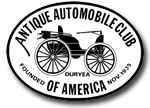 ANTIQUE AUTOMOBILE CLUB
DURYEA
FOUNDED NOV. 1935
OF AMERICA